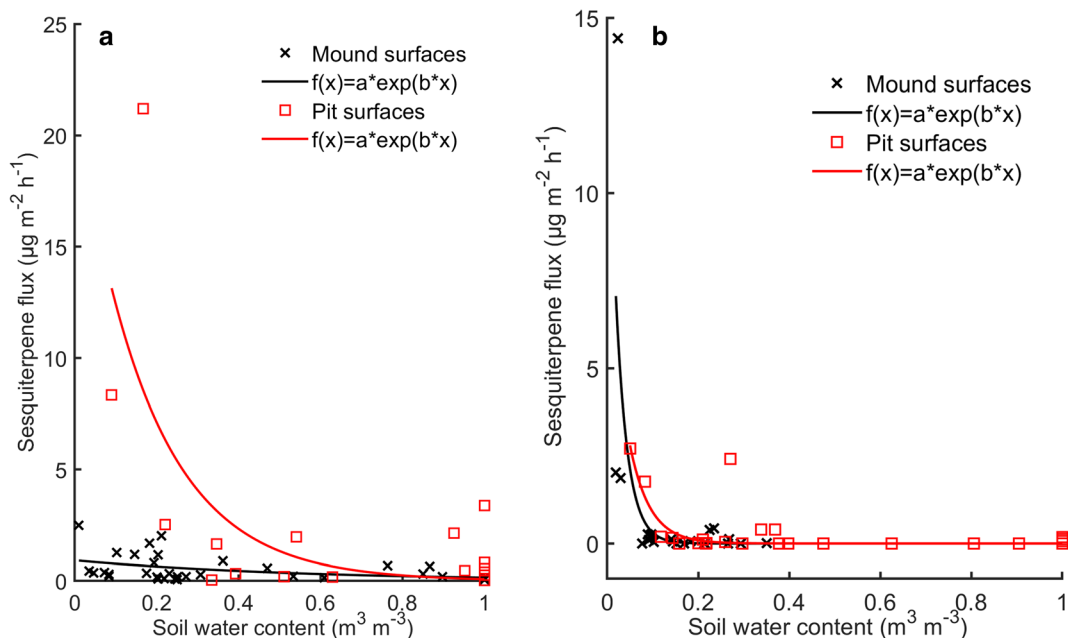 a
Mound surfaces
f(x)=a*exp(b*x)
Pit surfaces
f(x)=a*exp(b*x)
25
20
15
10
5
0
Sesquiterpene flux (µg m⁻² h⁻¹)
0 0.2 0.4 0.6 0.8 1
Soil water content (m³ m⁻³)
b
Mound surfaces
f(x)=a*exp(b*x)
Pit surfaces
f(x)=a*exp(b*x)
15
10
5
0
Sesquiterpene flux (µg m⁻² h⁻¹)
0 0.2 0.4 0.6 0.8 1
Soil water content (m³ m⁻³)